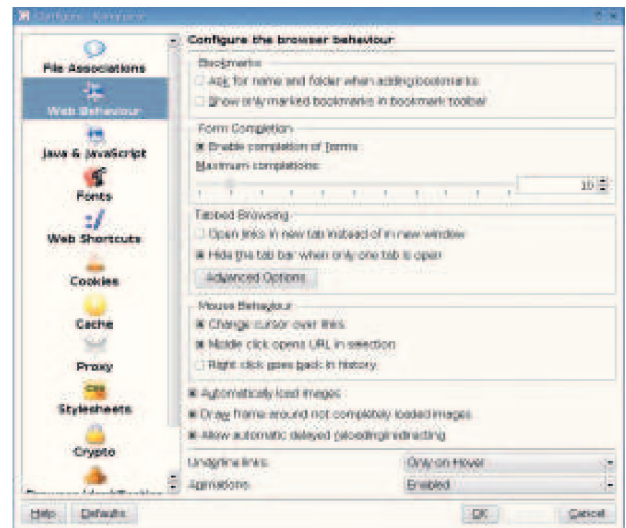 Configure - Konqueror
File Associations
Web Behaviour
Java & JavaScript
Fonts
Web Shortcuts
Cookies
Cache
Proxy
CSS
Stylesheets
Crypto
Configure the browser behaviour
Bookmarks
Ask for name and folder when adding bookmarks
Show only marked bookmarks in bookmark toolbar
Form Completion
Enable completion of forms
Maximum completions:
10
Tabbed Browsing
Open links in new tab instead of in new window
Hide the tab bar when only one tab is open
Advanced Options
Mouse Behaviour
Change cursor over links
Middle click opens URL in selection
Right click goes back in history
Automatically load images
Draw frame around not completely loaded images
Allow automatic delayed reloading/redirecting
Underline links: Only on Hover
Animations: Enabled
Help Defaults OK Cancel